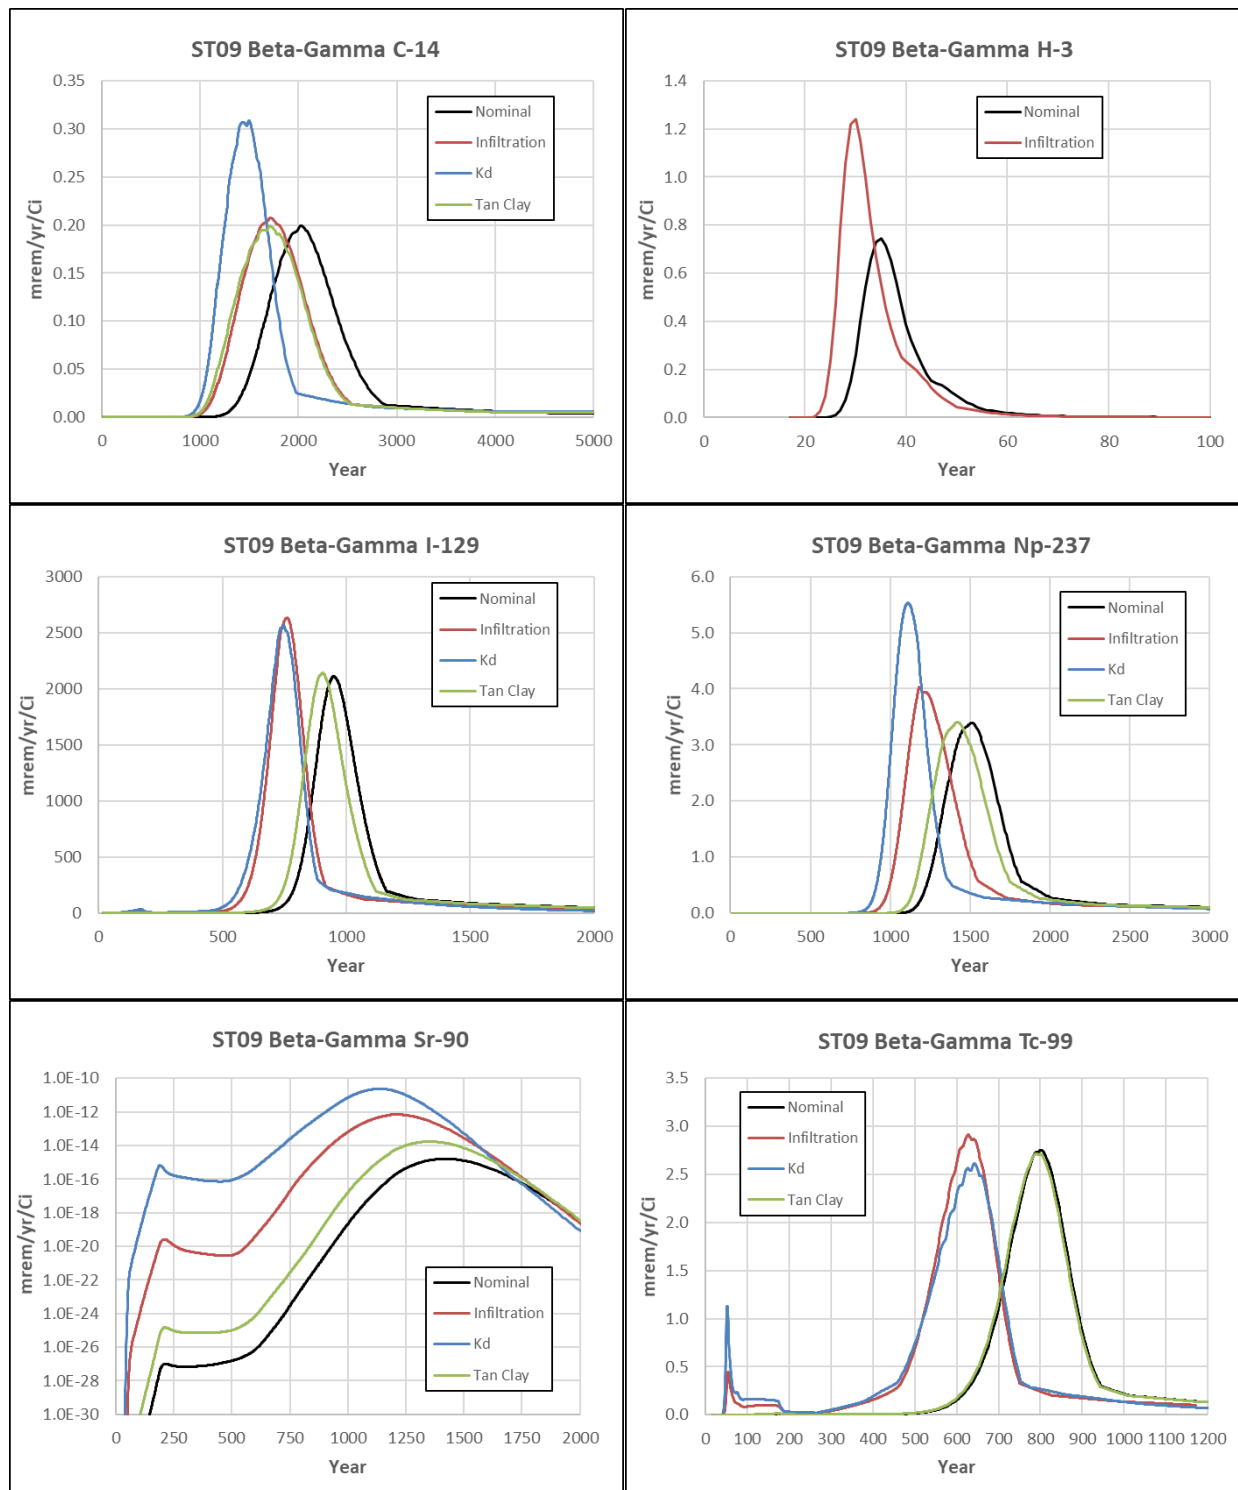 ST09 Beta-Gamma C-14
0.35
0.30
0.25
0.20
0.15
0.10
0.05
0.00
mrem/yr/Ci
Nominal
Infiltration
Kd
Tan Clay
0 1000 2000 3000 4000 5000
Year
ST09 Beta-Gamma H-3
1.4
1.2
1.0
0.8
0.6
0.4
0.2
0.0
mrem/yr/Ci
Nominal
Infiltration
0 20 40 60 80 100
Year
ST09 Beta-Gamma I-129
3000
2500
2000
1500
1000
500
0
mrem/yr/Ci
Nominal
Infiltration
Kd
Tan Clay
0 500 1000 1500 2000
Year
ST09 Beta-Gamma Np-237
6.0
5.0
4.0
3.0
2.0
1.0
0.0
mrem/yr/Ci
Nominal
Infiltration
Kd
Tan Clay
0 500 1000 1500 2000 2500 3000
Year
ST09 Beta-Gamma Sr-90
1.0E-10
1.0E-12
1.0E-14
1.0E-16
1.0E-18
1.0E-20
1.0E-22
1.0E-24
1.0E-26
1.0E-28
1.0E-30
mrem/yr/Ci
Nominal
Infiltration
Kd
Tan Clay
0 250 500 750 1000 1250 1500 1750 2000
Year
ST09 Beta-Gamma Tc-99
3.5
3.0
2.5
2.0
1.5
1.0
0.5
0.0
mrem/yr/Ci
Nominal
Infiltration
Kd
Tan Clay
0 100 200 300 400 500 600 700 800 900 1000 1100 1200
Year